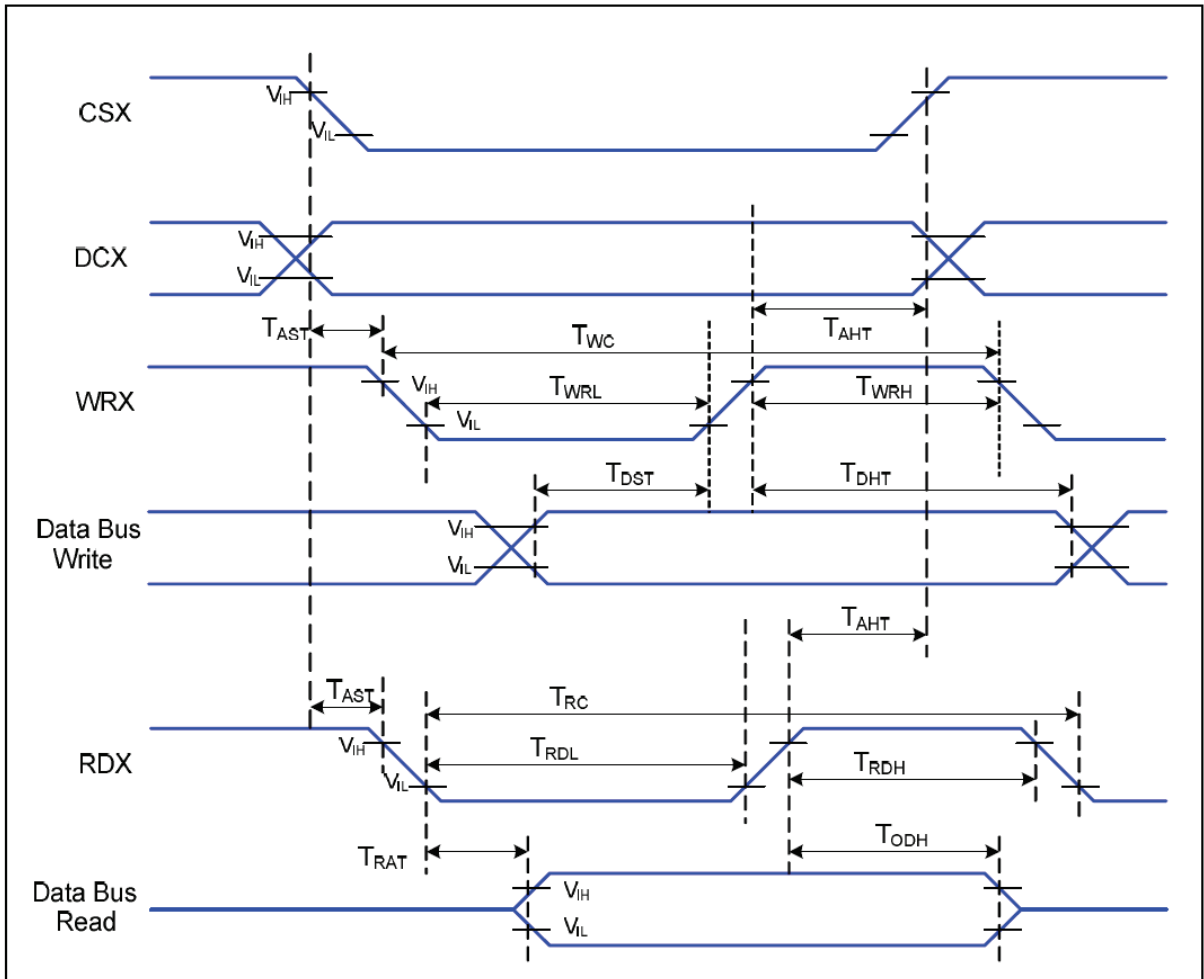 CSX
VIH
VIL
DCX
VIH
VIL
TAST
TWC
TAHT
WRX
VIH
VIL
TWRL
TWRH
TDST
TDHT
Data Bus
Write
VIH
VIL
TAHT
TAST
TRC
RDX
VIH
VIL
TRDL
TRDH
TRAT
TODH
Data Bus
Read
VIH
VIL